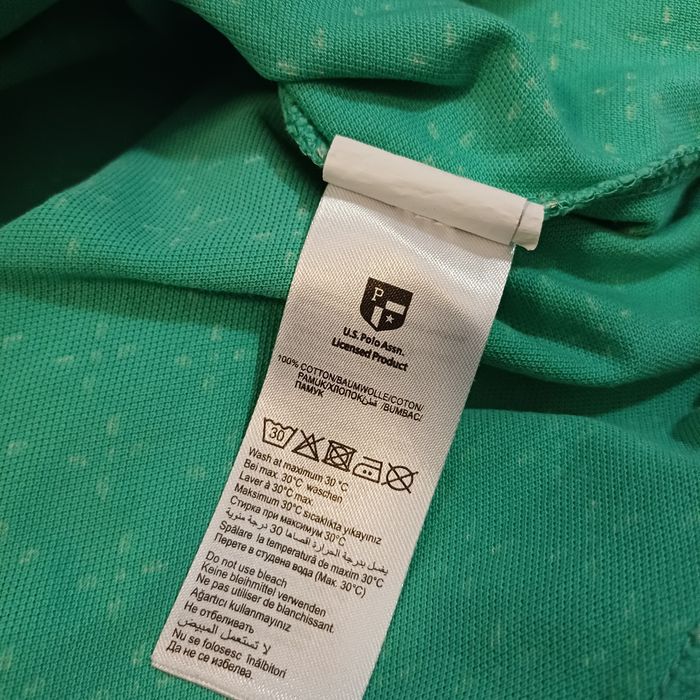 P
U.S. Polo Assn.
Licensed Product
100% COTTON/BAUMWOLLE/COTON/
PAMUK/ХЛОПОК/قطن /BUMBAC/
ПАМУК
30
Wash at maximum 30 °C
Bei max. 30°C waschen
Laver à 30°C max.
Maksimum 30°C sıcaklıkta yıkayınız
Стирка при максимум 30°C
يغسل بدرجة الحرارة أقصاها 30 درجة مئوية
Spălare la temperatură de maxim 30°C
Перете в студена вода (Max. 30°C)
Do not use bleach
Keine bleihmittel verwenden
Ne pas utiliser de blanchissant.
Ağartıcı kullanmayınız
Не отбеливать
لا تستعمل المبيض
Nu se folosesc înălbitori
Да не се избелва.